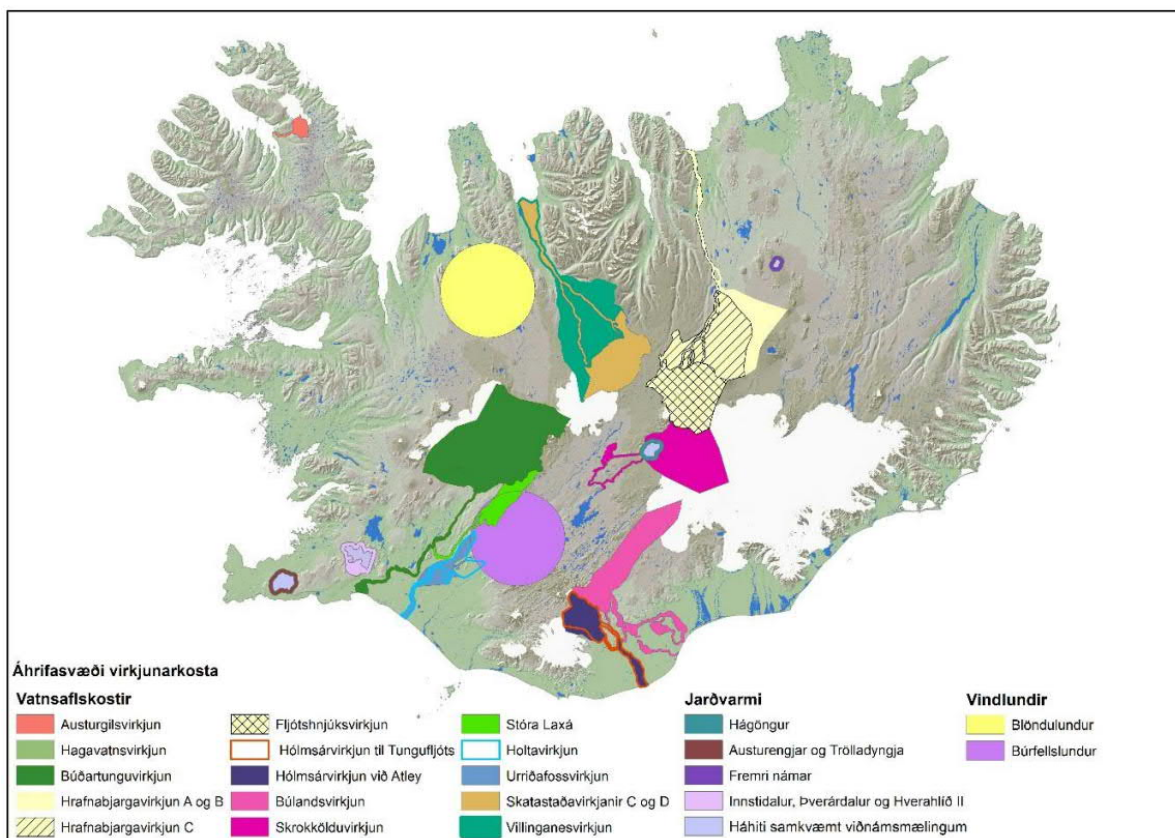 Áhrifasvæði virkjunarkosta
Vatnsaflskostir
Austurgilsvirkjun
Hagavatnsvirkjun
Búðartunguvirkjun
Hrafnabjargavirkjun A og B
Hrafnabjargavirkjun C
Fljótshnjúksvirkjun
Hólmsárvirkjun til Tungufljóts
Hólmsárvirkjun við Atley
Búlandsvirkjun
Skrokkölduvirkjun
Stóra Laxá
Holtavirkjun
Urriðafossvirkjun
Skatastaðavirkjanir C og D
Villinganesvirkjun
Jarðvarmi
Hágöngur
Austurengjar og Trölladyngja
Fremri námar
Innstidalur, Þverárdalur og Hverahlíð II
Háhiti samkvæmt viðnámsmælingum
Vindlundir
Blöndulundur
Búrfellslundur